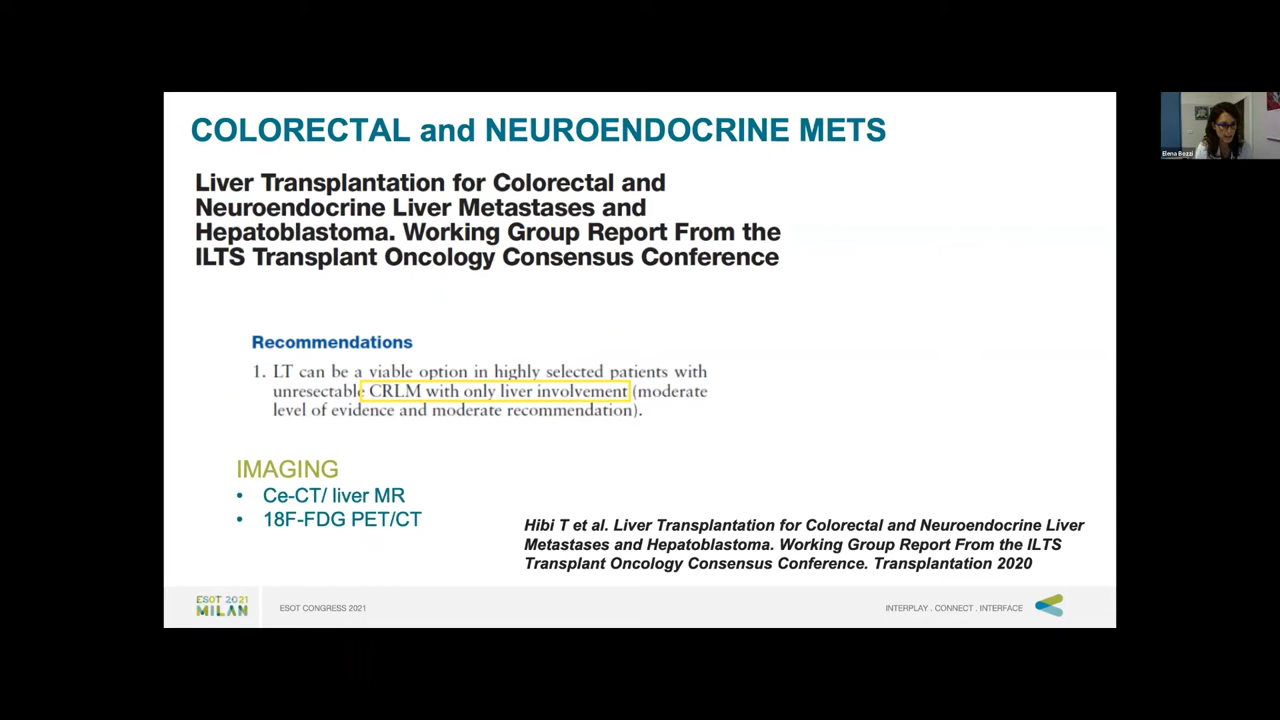 COLORECTAL and NEUROENDOCRINE METS
Liver Transplantation for Colorectal and
Neuroendocrine Liver Metastases and
Hepatoblastoma. Working Group Report From the
ILTS Transplant Oncology Consensus Conference
Recommendations
1. LT can be a viable option in highly selected patients with
unresectable CRLM with only liver involvement (moderate
level of evidence and moderate recommendation).
IMAGING
• Ce-CT/ liver MR
• 18F-FDG PET/CT
Hibi T et al. Liver Transplantation for Colorectal and Neuroendocrine Liver
Metastases and Hepatoblastoma. Working Group Report From the ILTS
Transplant Oncology Consensus Conference. Transplantation 2020
ESOT 2021
MILAN
ESOT CONGRESS 2021
INTERPLAY . CONNECT . INTERFACE
Elena Bozzi